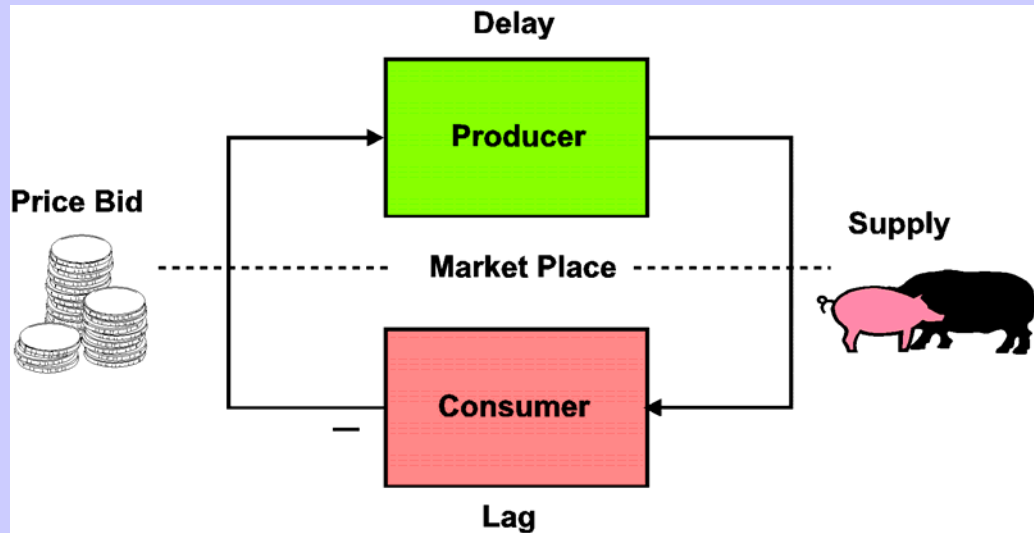 Delay
Producer
Price Bid
Supply
Market Place
Consumer
–
Lag